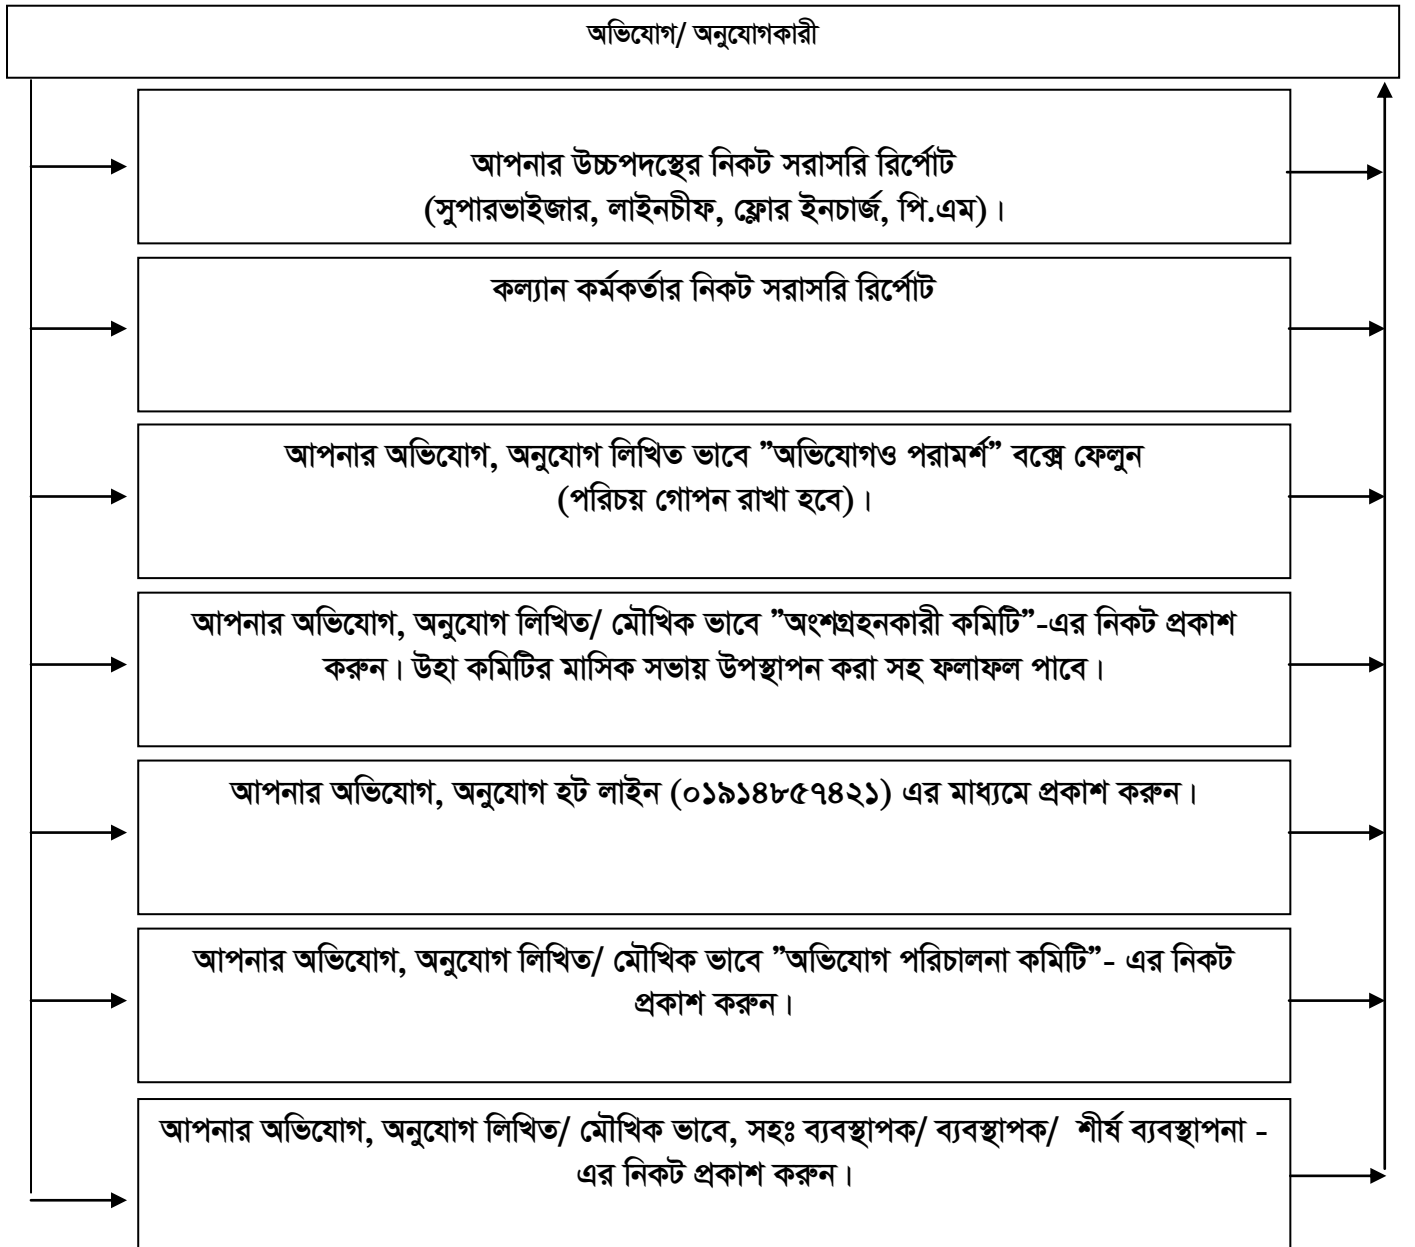 অভিযোগ/ অনুযোগকারী
আপনার উচ্চপদস্থের নিকট সরাসরি রির্পোট
(সুপারভাইজার, লাইনচীফ, ফ্লোর ইনচার্জ, পি.এম)।
কল্যান কর্মকর্তার নিকট সরাসরি রির্পোট
আপনার অভিযোগ, অনুযোগ লিখিত ভাবে ”অভিযোগও পরামর্শ” বক্সে ফেলুন
(পরিচয় গোপন রাখা হবে)।
আপনার অভিযোগ, অনুযোগ লিখিত/ মৌখিক ভাবে ”অংশগ্রহনকারী কমিটি”-এর নিকট প্রকাশ
করুন। উহা কমিটির মাসিক সভায় উপস্থাপন করা সহ ফলাফল পাবে।
আপনার অভিযোগ, অনুযোগ হট লাইন (০১৯১৪৮৫৭৪২১) এর মাধ্যমে প্রকাশ করুন।
আপনার অভিযোগ, অনুযোগ লিখিত/ মৌখিক ভাবে ”অভিযোগ পরিচালনা কমিটি”- এর নিকট
প্রকাশ করুন।
আপনার অভিযোগ, অনুযোগ লিখিত/ মৌখিক ভাবে, সহঃ ব্যবস্থাপক/ ব্যবস্থাপক/ শীর্ষ ব্যবস্থাপনা -
এর নিকট প্রকাশ করুন।